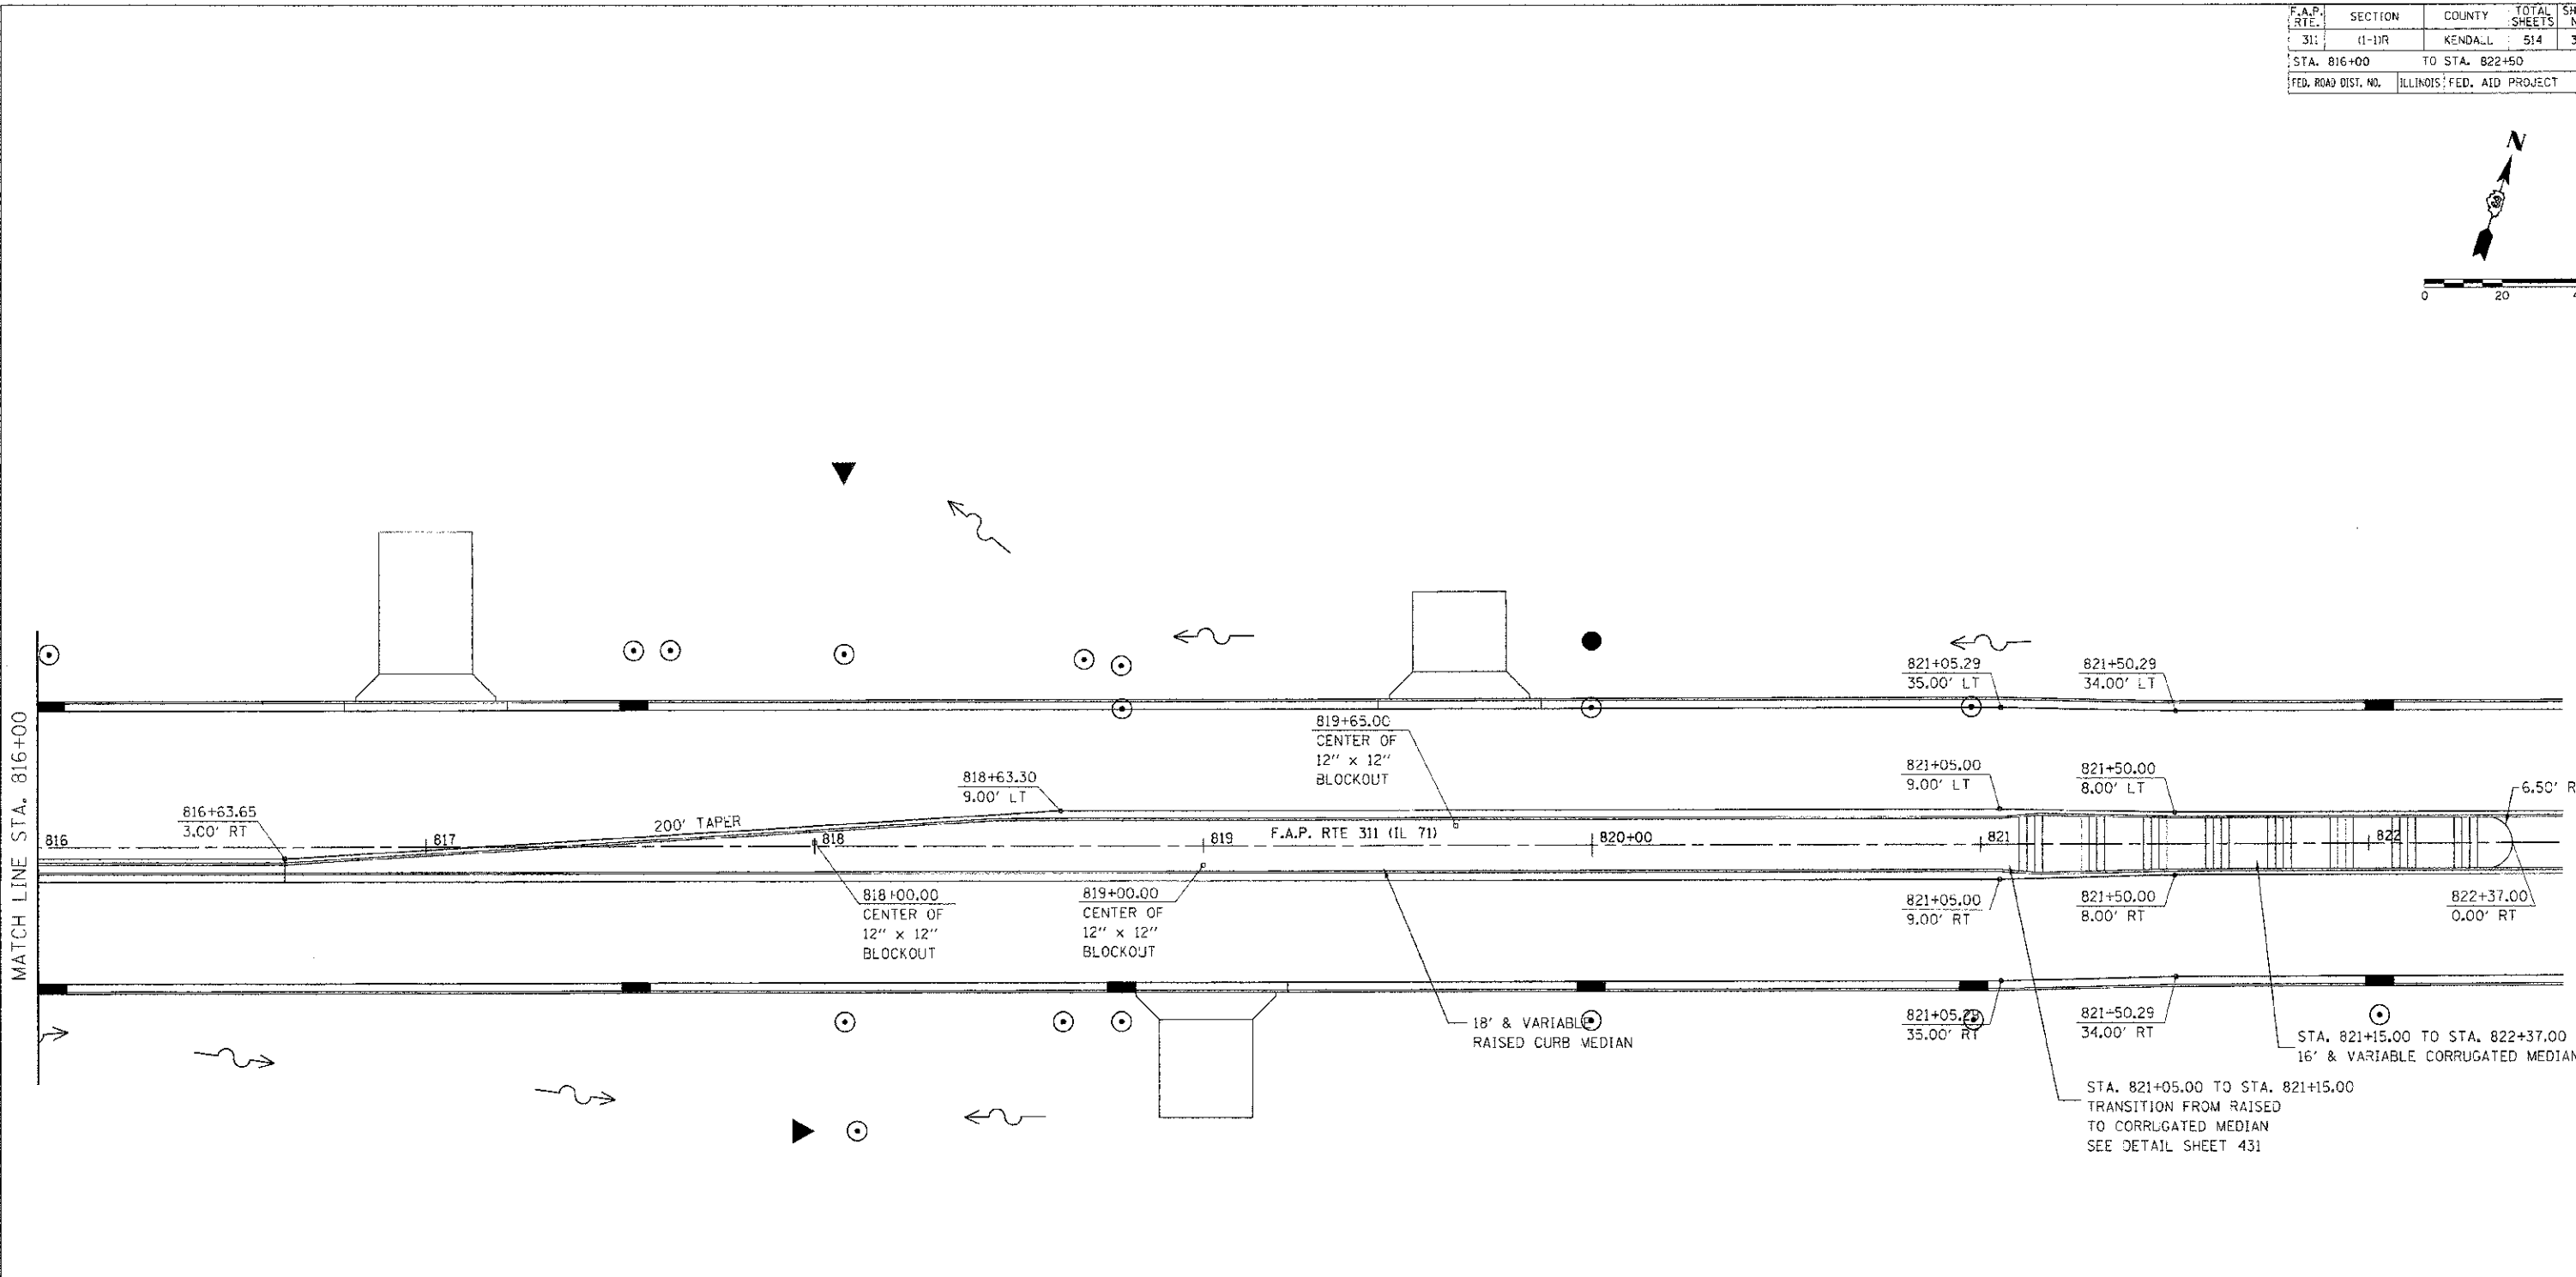 F.A.P. RTE. SECTION COUNTY TOTAL SHEETS
311 (1-1)R KENDALL 514
STA. 816+00 TO STA. 822+50
FED. ROAD DIST. NO. ILLINOIS FED. AID PROJECT
N
0 20
821+05.29
35.00' LT
821+50.29
34.00' LT
MATCH LINE STA. 816+00
819+65.00
CENTER OF
12" x 12"
BLOCKOUT
818+63.30
9.00' LT
821+05.00
9.00' LT
821+50.00
8.00' LT
6.50' R
816+63.65
3.00' RT
200' TAPER
F.A.P. RTE 311 (IL 71)
816 817 818 819 820+00 821 822
818+00.00
CENTER OF
12" x 12"
BLOCKOUT
819+00.00
CENTER OF
12" x 12"
BLOCKOUT
821+05.00
9.00' RT
821+50.00
8.00' RT
822+37.00
0.00' RT
18' & VARIABLE
RAISED CURB MEDIAN
821+05.29
35.00' RT
821+50.29
34.00' RT
STA. 821+15.00 TO STA. 822+37.00
16' & VARIABLE CORRUGATED MEDIAN
STA. 821+05.00 TO STA. 821+15.00
TRANSITION FROM RAISED
TO CORRUGATED MEDIAN
SEE DETAIL SHEET 431